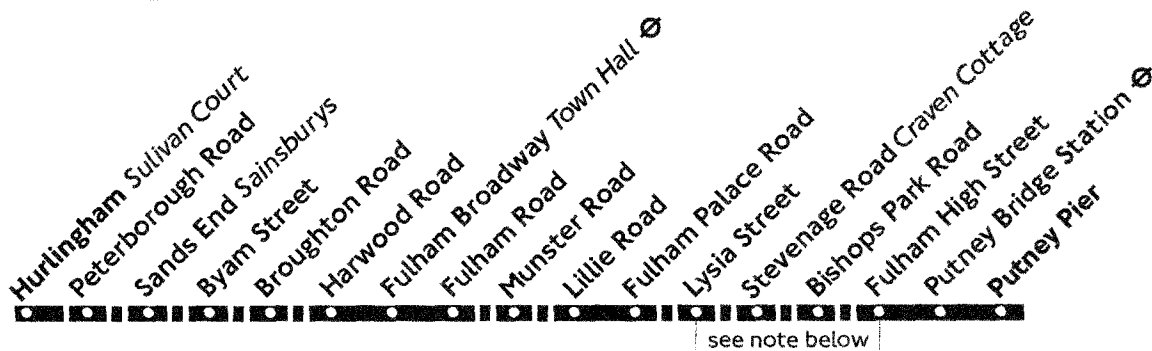 Hurlingham Sulivan Court
Peterborough Road
Sands End Sainsburys
Byam Street
Broughton Road
Harwood Road
Fulham Broadway Town Hall
Fulham Road
Munster Road
Lillie Road
Fulham Palace Road
Lysia Street
Stevenage Road Craven Cottage
Bishops Park Road
Fulham High Street
Putney Bridge Station
Putney Pier
see note below